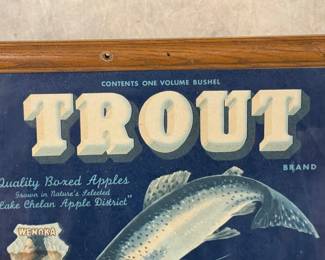 CONTENTS ONE VOLUME BUSHEL
TROUT
BRAND
Quality Boxed Apples
Grown in Nature's Selected
"Lake Chelan Apple District"
WENOKA